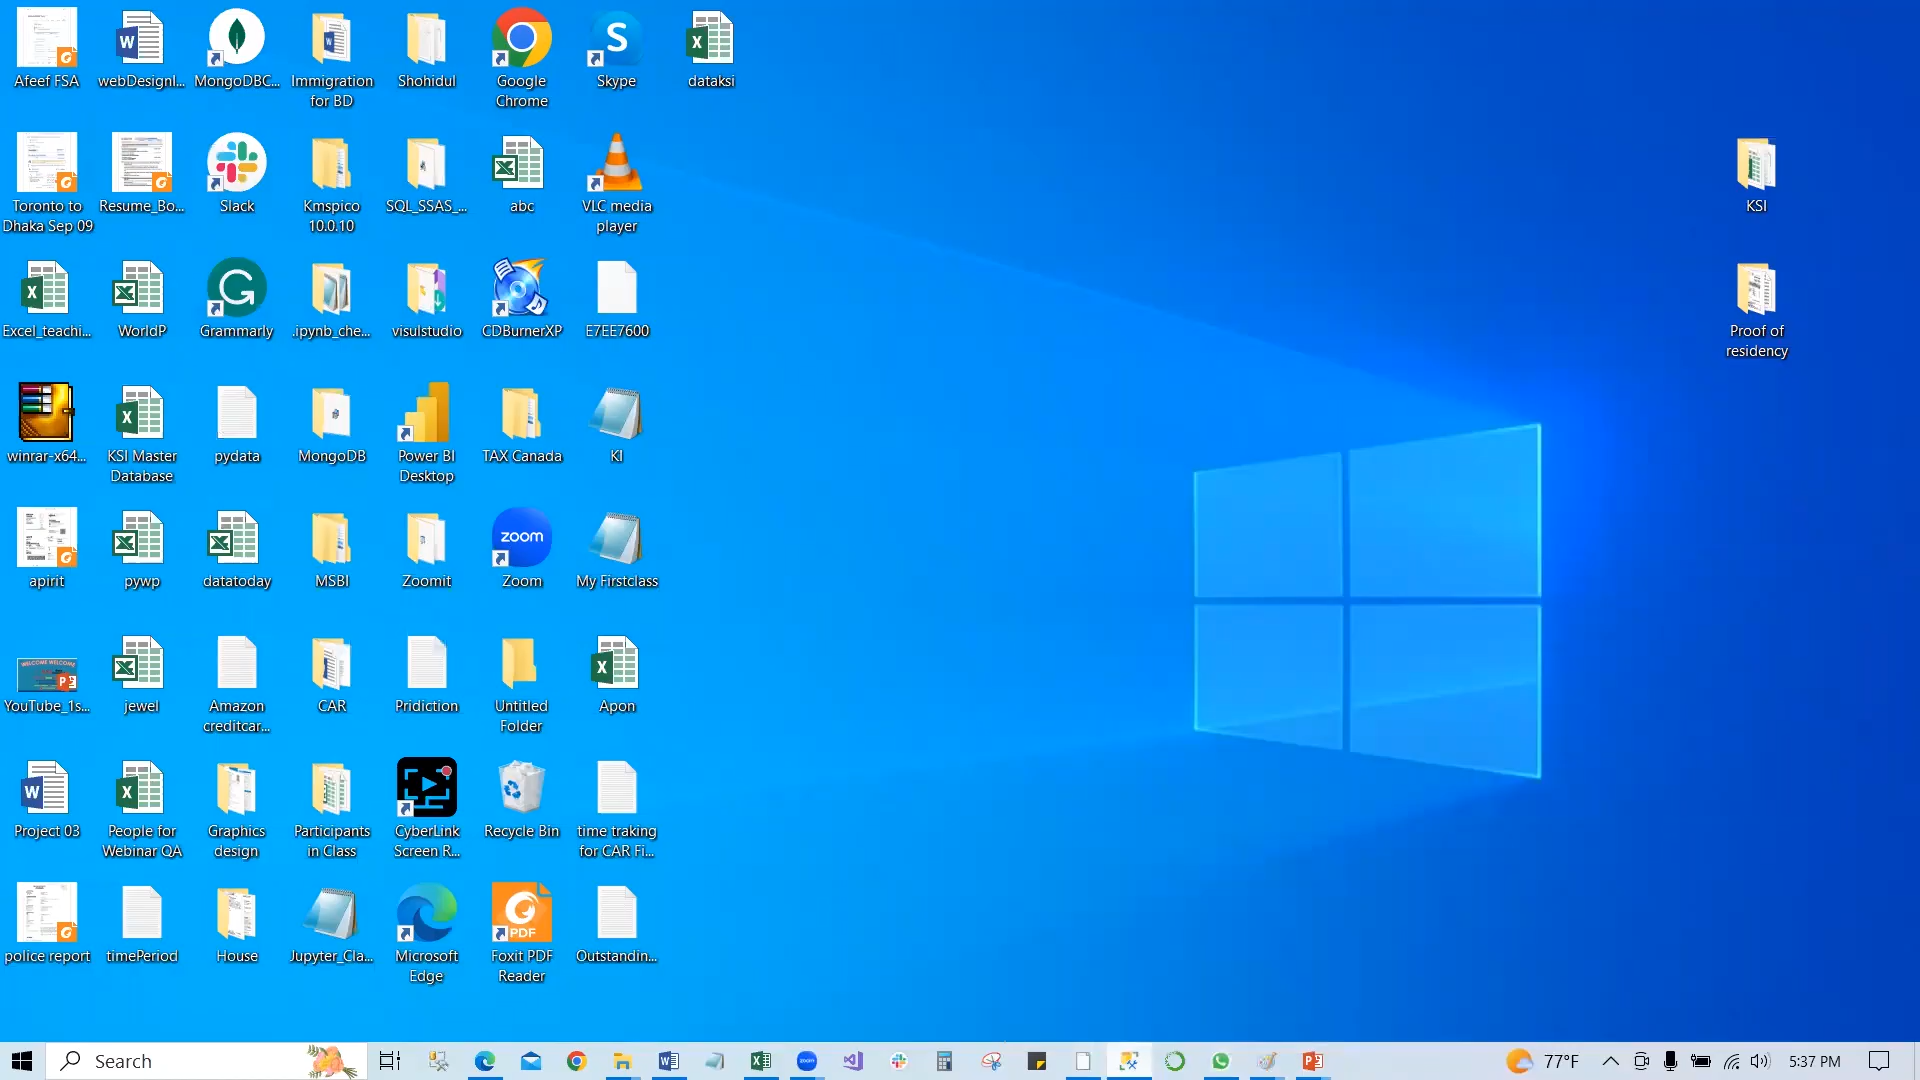 Afeef FSA
webDesignI...
MongoDBC...
Immigration
for BD
Shohidul
Google
Chrome
Skype
dataksi
Toronto to
Dhaka Sep 09
Resume_Bo...
Slack
Kmspico
10.0.10
SQL_SSAS_...
abc
VLC media
player
KSI
Excel_teachi...
WorldP
Grammarly
.ipynb_che...
visulstudio
CDBurnerXP
E7EE7600
Proof of
residency
winrar-x64...
KSI Master
Database
pydata
MongoDB
Power BI
Desktop
TAX Canada
KI
apirit
pywp
datatoday
MSBI
Zoomit
zoom
Zoom
My Firstclass
WELCOME WELCOME
YouTube_1s...
jewel
Amazon
creditcar...
CAR
Pridiction
Untitled
Folder
Apon
Project 03
People for
Webinar QA
Graphics
design
Participants
in Class
CyberLink
Screen R...
Recycle Bin
time traking
for CAR Fi...
police report
timePeriod
House
Jupyter_Cla...
Microsoft
Edge
PDF
Foxit PDF
Reader
Outstandin...
Search
zoom
77°F
5:37 PM